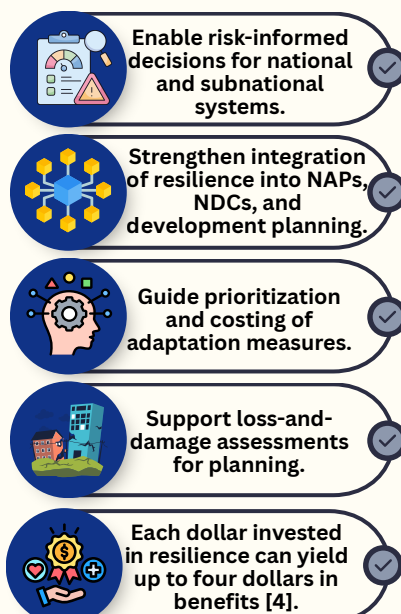 Enable risk-informed
decisions for national
and subnational
systems.
Strengthen integration
of resilience into NAPs,
NDCs, and
development planning.
Guide prioritization
and costing of
adaptation measures.
Support loss-and-
damage assessments
for planning.
Each dollar invested
in resilience can yield
up to four dollars in
benefits [4].